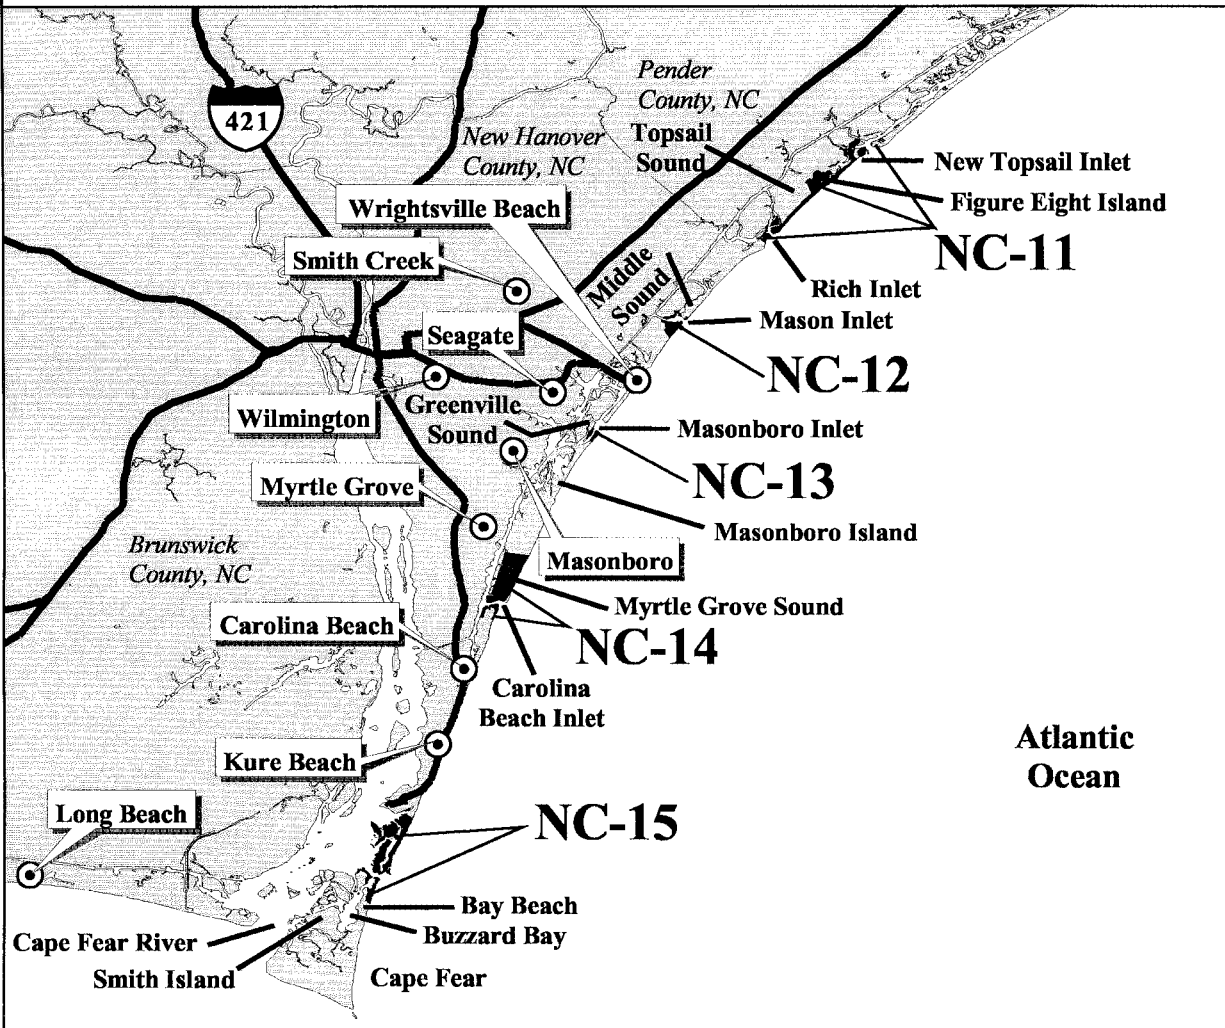 Pender
County, NC
421
New Hanover
County, NC
Topsail
Sound
New Topsail Inlet
Figure Eight Island
Wrightsville Beach
NC-11
Smith Creek
Middle
Sound
Rich Inlet
Mason Inlet
Seagate
NC-12
Wilmington
Greenville
Sound
Masonboro Inlet
NC-13
Myrtle Grove
Masonboro Island
Brunswick
County, NC
Masonboro
Myrtle Grove Sound
Carolina Beach
NC-14
Carolina
Beach Inlet
Kure Beach
Atlantic
Ocean
Long Beach
NC-15
Bay Beach
Buzzard Bay
Cape Fear River
Smith Island
Cape Fear